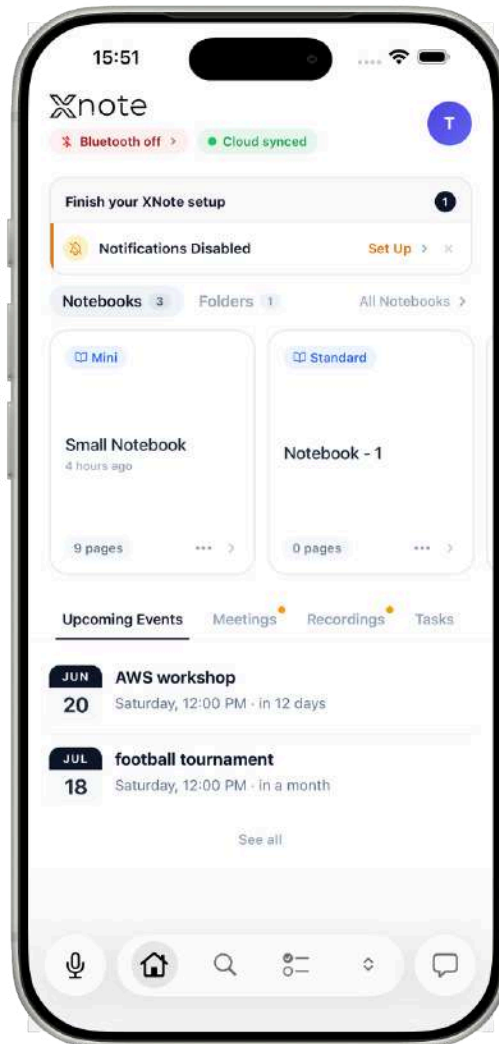 15:51
Xnote
Bluetooth off >
Cloud synced
T
Finish your XNote setup
1
Notifications Disabled
Set Up >
×
Notebooks 3
Folders 1
All Notebooks >
Mini
Small Notebook
4 hours ago
9 pages
... >
Standard
Notebook - 1
0 pages
... >
Upcoming Events
Meetings
Recordings
Tasks
JUN
20
AWS workshop
Saturday, 12:00 PM · in 12 days
JUL
18
football tournament
Saturday, 12:00 PM · in a month
See all